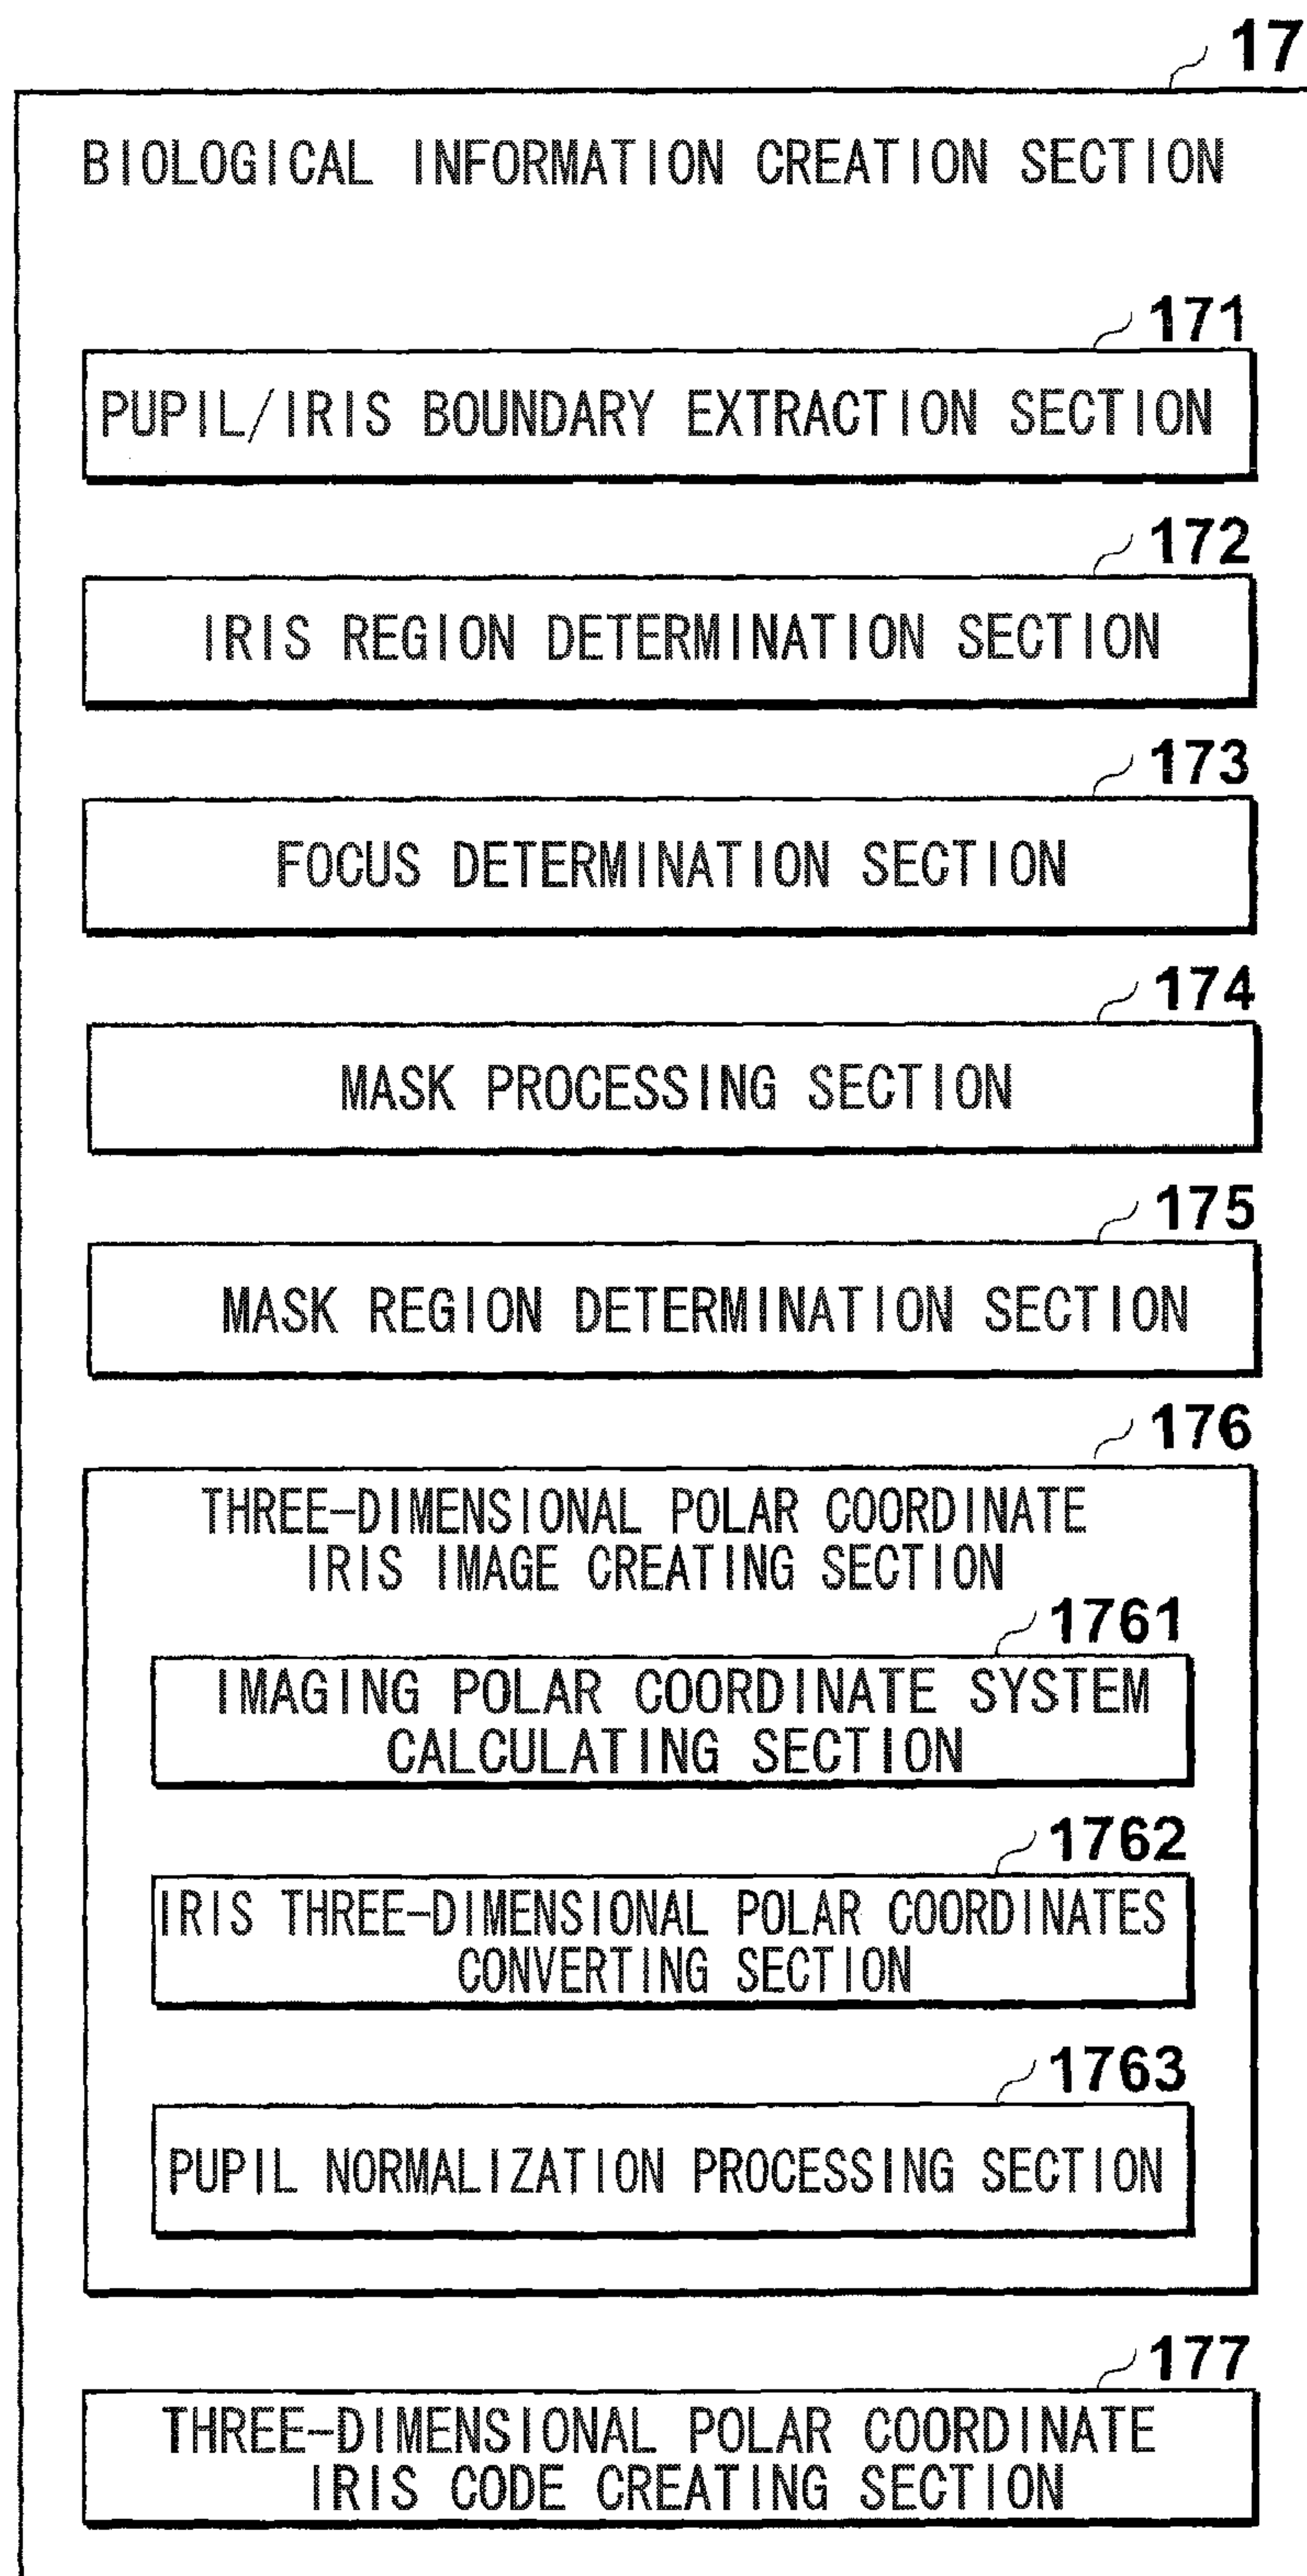 17
BIOLOGICAL INFORMATION CREATION SECTION
171
PUPIL/IRIS BOUNDARY EXTRACTION SECTION
172
IRIS REGION DETERMINATION SECTION
173
FOCUS DETERMINATION SECTION
174
MASK PROCESSING SECTION
175
MASK REGION DETERMINATION SECTION
176
THREE-DIMENSIONAL POLAR COORDINATE
IRIS IMAGE CREATING SECTION
1761
IMAGING POLAR COORDINATE SYSTEM
CALCULATING SECTION
1762
IRIS THREE-DIMENSIONAL POLAR COORDINATES
CONVERTING SECTION
1763
PUPIL NORMALIZATION PROCESSING SECTION
177
THREE-DIMENSIONAL POLAR COORDINATE
IRIS CODE CREATING SECTION